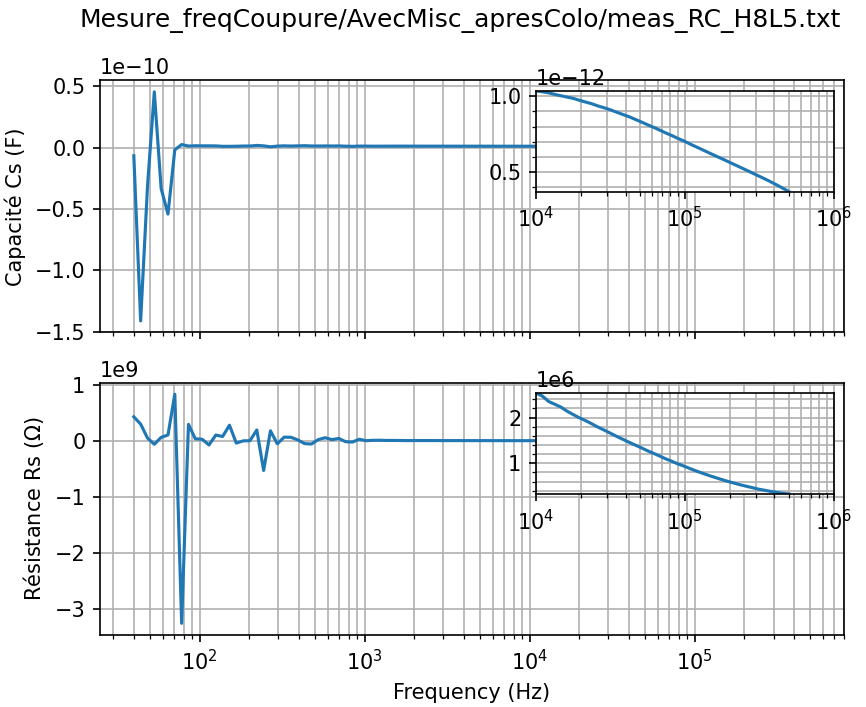 Mesure_freqCoupure/AvecMisc_apresColo/meas_RC_H8L5.txt
1e−10
0.5
0.0
−0.5
−1.0
−1.5
Capacité Cs (F)
1e−12
1.0
0.5
10^4 10^5 10^6
1e9
1
0
−1
−2
−3
Résistance Rs (Ω)
1e6
2
1
10^4 10^5 10^6
10^2 10^3 10^4 10^5
Frequency (Hz)